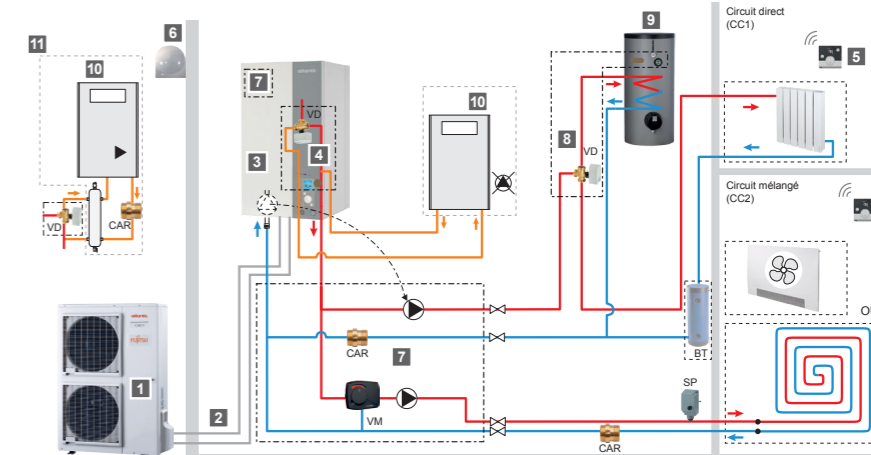 11
10
VD
CAR
6
7
VD
4
3
10
9
8
VD
Circuit direct
(CC1)
5
Circuit mélangé
(CC2)
1
FUJITSU
2
CAR
7
VM
BT
SP
CAR